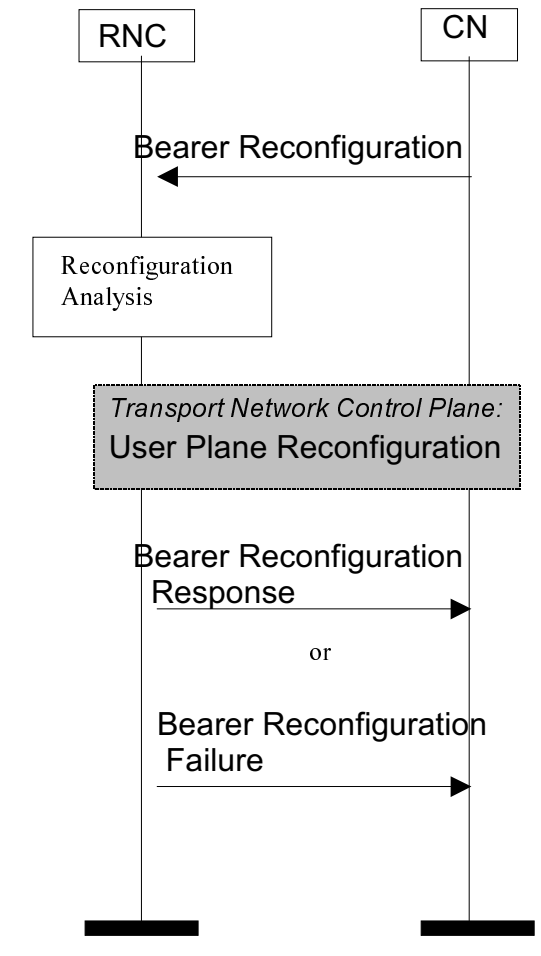 RNC
CN
Bearer Reconfiguration
Reconfiguration
Analysis
Transport Network Control Plane:
User Plane Reconfiguration
Bearer Reconfiguration
Response
or
Bearer Reconfiguration
Failure